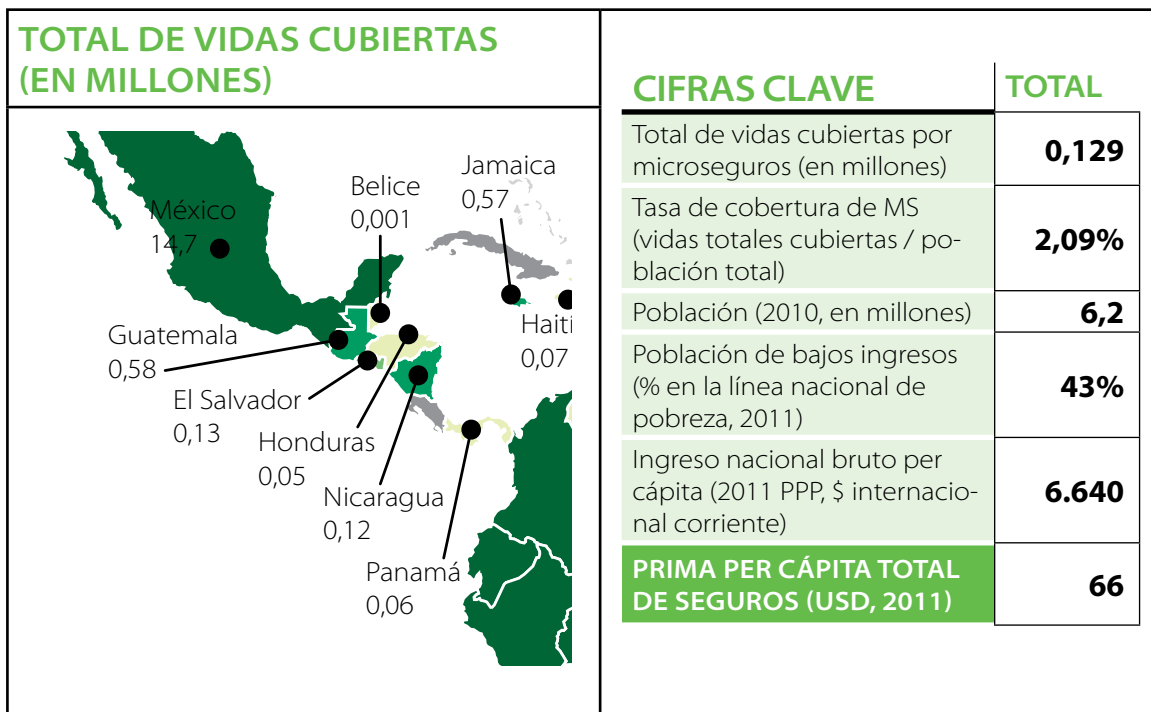 TOTAL DE VIDAS CUBIERTAS
(EN MILLONES)
México
14,7
Belice
0,001
Jamaica
0,57
Haití
0,07
Guatemala
0,58
El Salvador
0,13
Honduras
0,05
Nicaragua
0,12
Panamá
0,06
CIFRAS CLAVE TOTAL
Total de vidas cubiertas por
microseguros (en millones)
0,129
Tasa de cobertura de MS
(vidas totales cubiertas / po-
blación total)
2,09%
Población (2010, en millones)
6,2
Población de bajos ingresos
(% en la línea nacional de
pobreza, 2011)
43%
Ingreso nacional bruto per
cápita (2011 PPP, $ internacio-
nal corriente)
6.640
PRIMA PER CÁPITA TOTAL
DE SEGUROS (USD, 2011)
66